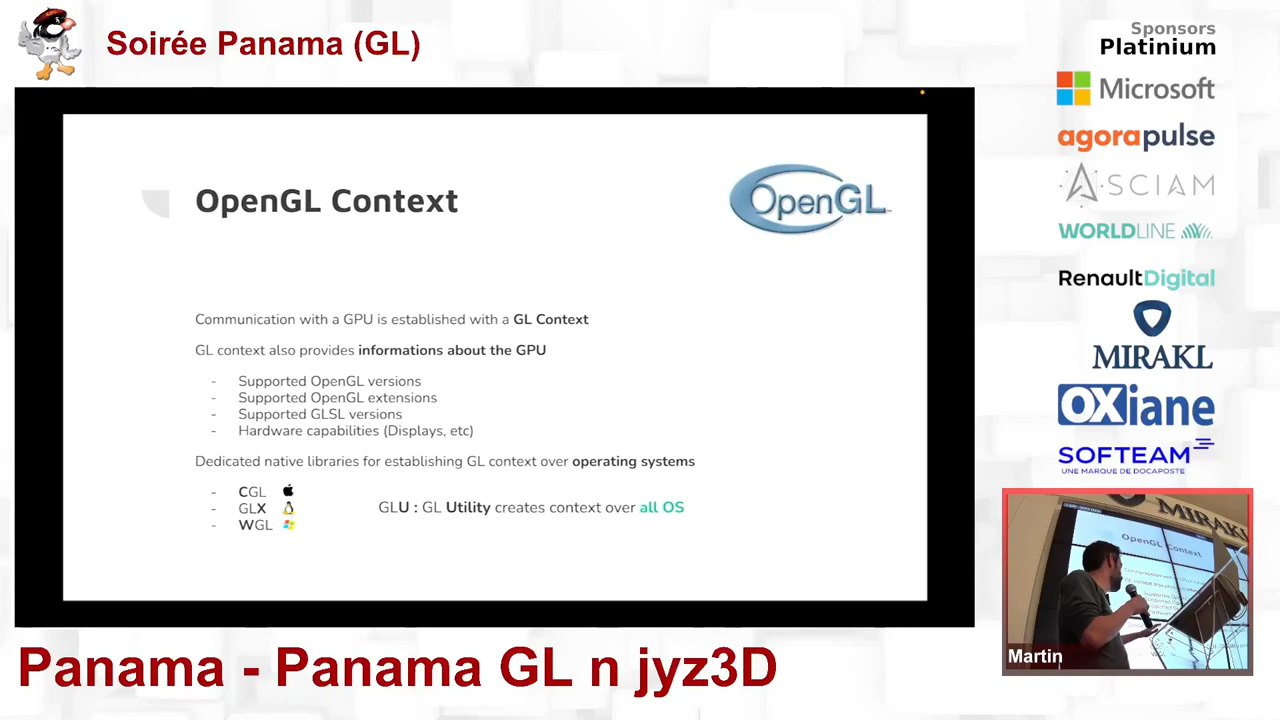 Soirée Panama (GL)
OpenGL Context
OpenGL
Communication with a GPU is established with a GL Context
GL context also provides informations about the GPU
- Supported OpenGL versions
- Supported OpenGL extensions
- Supported GLSL versions
- Hardware capabilities (Displays, etc)
Dedicated native libraries for establishing GL context over operating systems
- CGL
- GLX
- WGL
GLU : GL Utility creates context over all OS
Panama - Panama GL n jyz3D
Sponsors
Platinium
Microsoft
agorapulse
ASCIAM
WORLDLINE
RenaultDigital
MIRAKL
OXiane
SOFTEAM
UNE MARQUE DE DOCAPOSTE
MIRAKL
OpenGL Context
Martin